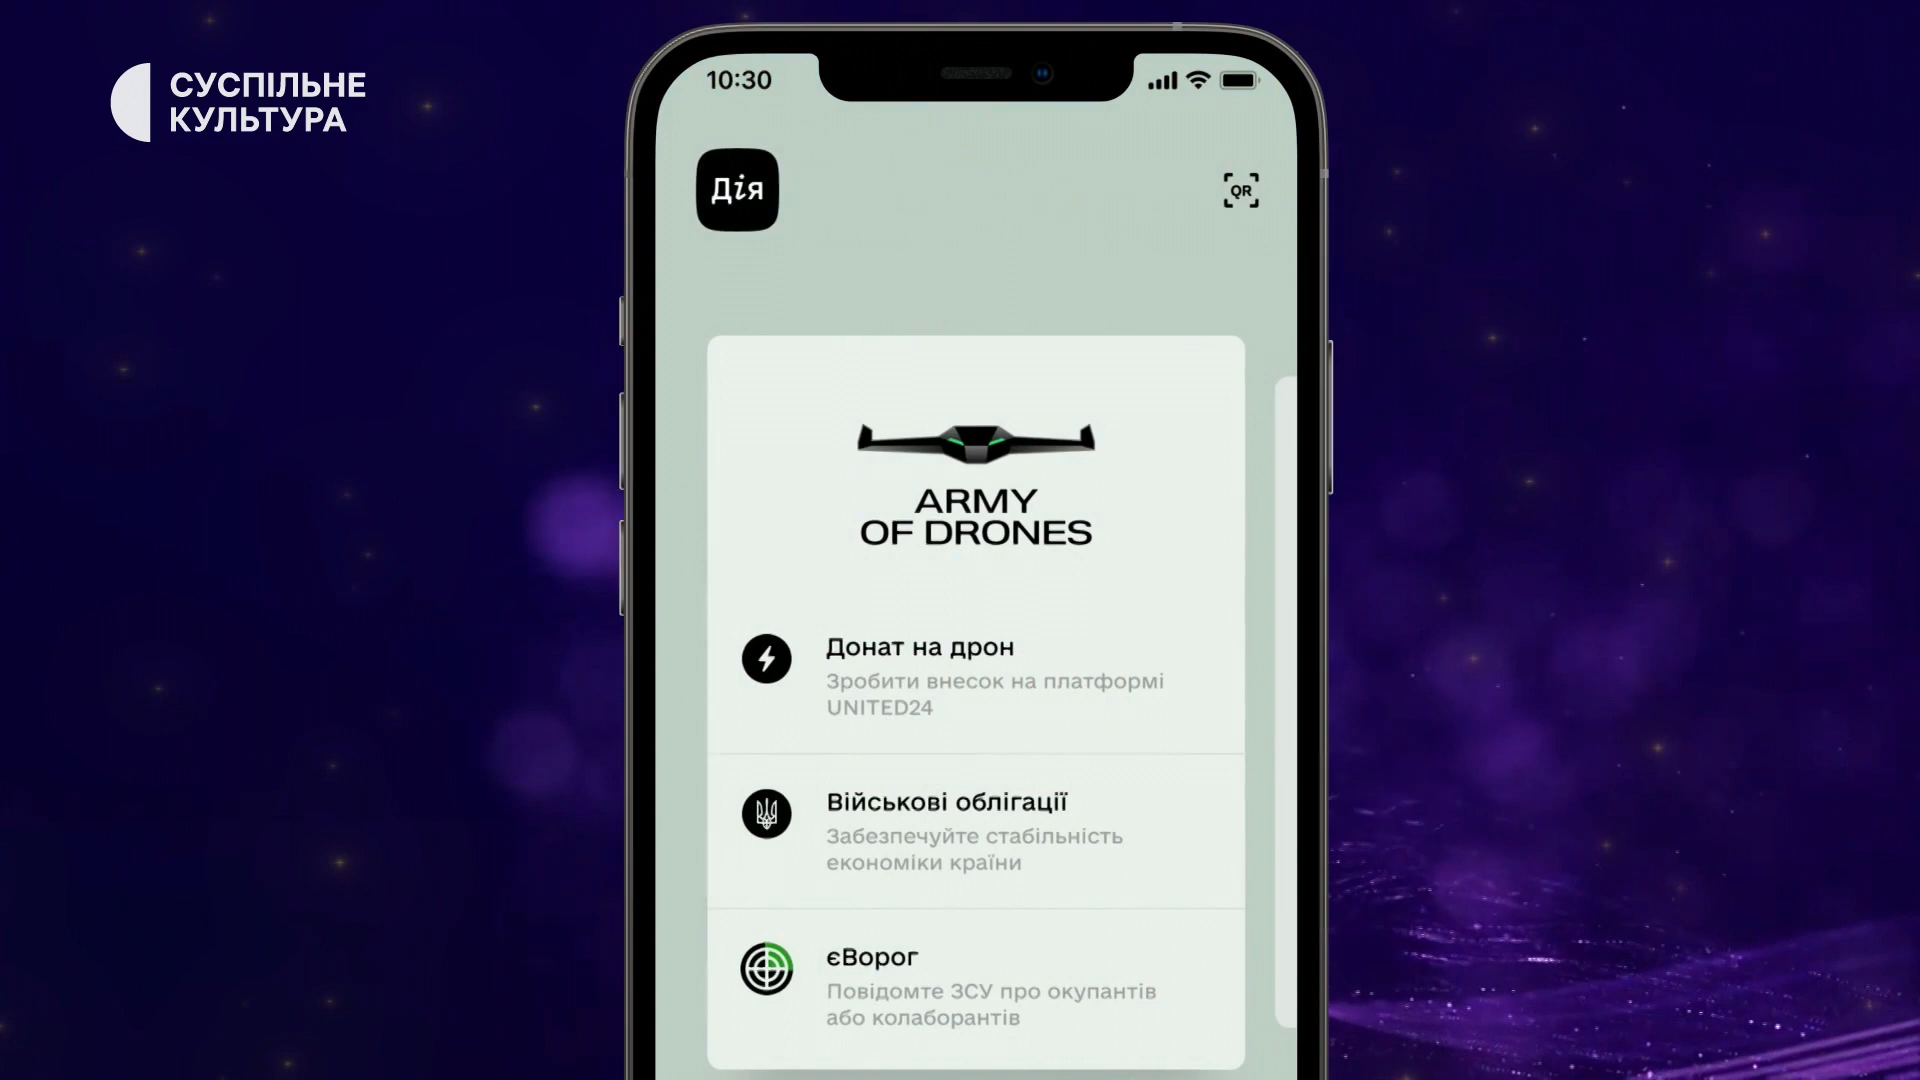 СУСПІЛЬНЕ
КУЛЬТУРА
10:30
Дія
QR
ARMY
OF DRONES
Донат на дрон
Зробити внесок на платформі
UNITED24
Військові облігації
Забезпечуйте стабільність
економіки країни
єВорог
Повідомте ЗСУ про окупантів
або колаборантів